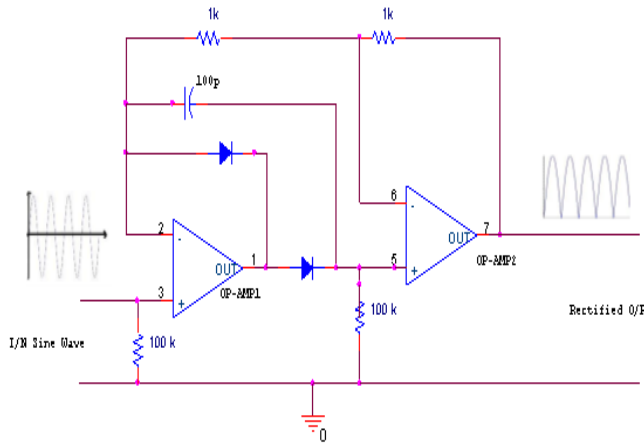 1k
1k
100p
6
-
7
OUT
2
-
1
OUT
5
+
OP-AMP2
3
+
OP-AMP1
100 k
Rectified O/P
I/N Sine Wave
100 k
0